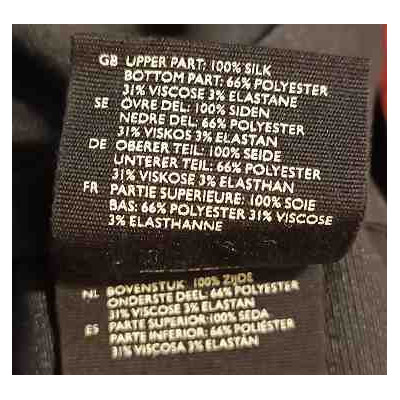 GB UPPER PART: 100% SILK
BOTTOM PART: 66% POLYESTER
31% VISCOSE 3% ELASTANE
SE ÖVRE DEL: 100% SIDEN
NEDRE DEL: 66% POLYESTER
31% VISKOS 3% ELASTAN
DE OBERER TEIL: 100% SEIDE
UNTERER TEIL: 66% POLYESTER
31% VISKOSE 3% ELASTHAN
FR PARTIE SUPERIEURE: 100% SOIE
BAS: 66% POLYESTER 31% VISCOSE
3% ELASTHANNE
NL BOVENSTUK 100% ZIJDE
ONDERSTE DEEL: 66% POLYESTER
31% VISCOSE 3% ELASTAN
ES PARTE SUPERIOR: 100% SEDA
PARTE INFERIOR: 66% POLIÉSTER
31% VISCOSA 3% ELASTÁN